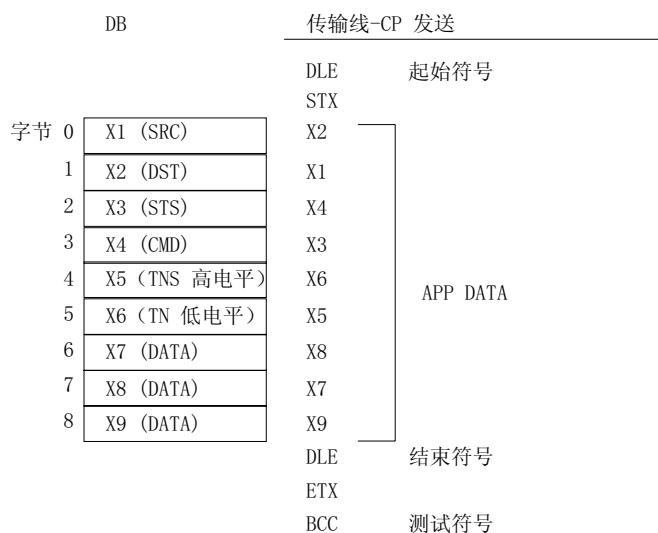 DB 传输线-CP 发送
DLE 起始符号
STX
字节 0 X1 (SRC) X2
1 X2 (DST) X1
2 X3 (STS) X4
3 X4 (CMD) X3
4 X5（TNS 高电平） X6
APP DATA
5 X6（TN 低电平） X5
6 X7 (DATA) X8
7 X8 (DATA) X7
8 X9 (DATA) X9
DLE 结束符号
ETX
BCC 测试符号